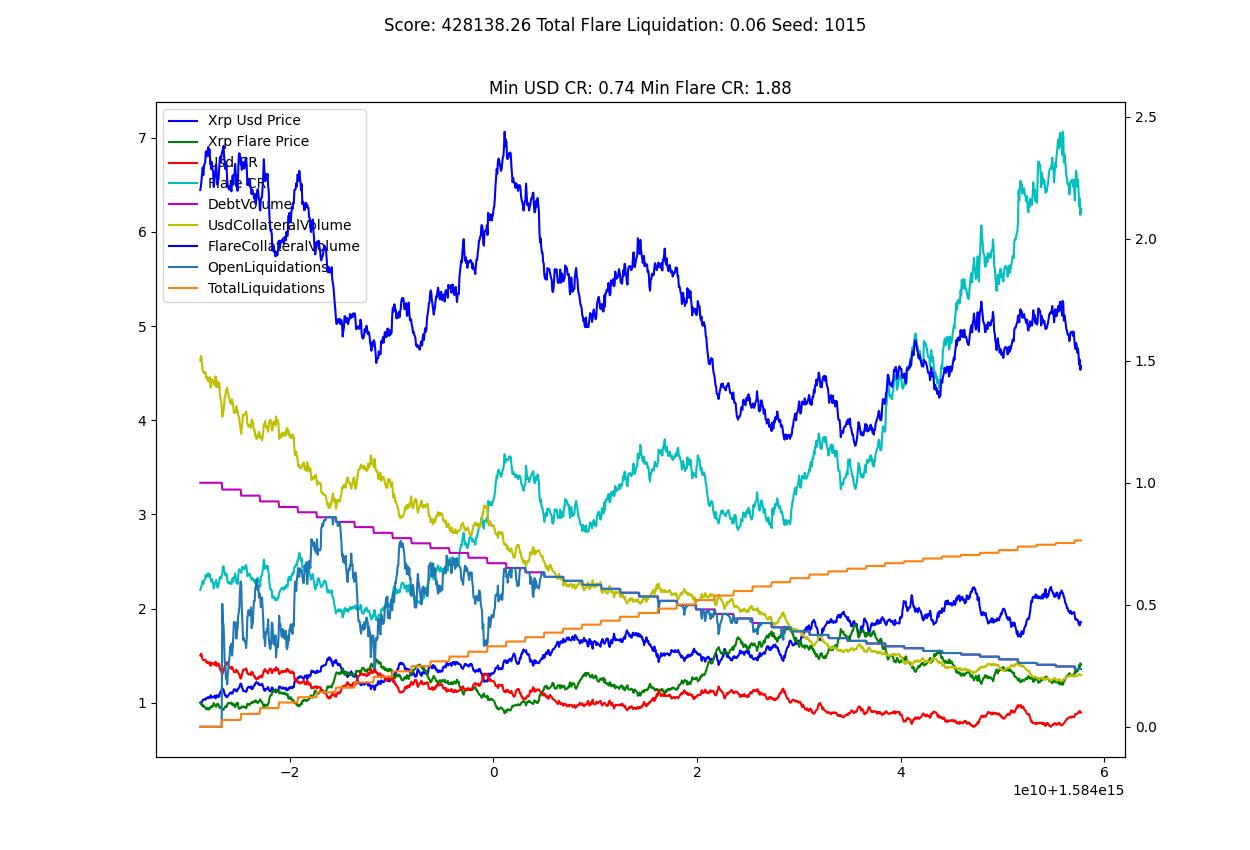 Score: 428138.26 Total Flare Liquidation: 0.06 Seed: 1015
Min USD CR: 0.74 Min Flare CR: 1.88
Xrp Usd Price
Xrp Flare Price
Usd CR
Flare CR
DebtVolume
UsdCollateralVolume
FlareCollateralVolume
OpenLiquidations
TotalLiquidations
7
6
5
4
3
2
1
2.5
2.0
1.5
1.0
0.5
0.0
−2
0
2
4
6
1e10+1.584e15